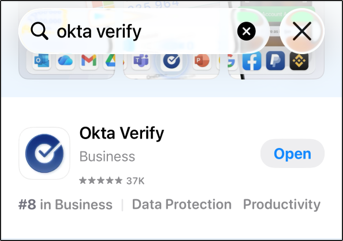 okta verify
Okta Verify
Business
Open
★★★★★ 37K
#8 in Business | Data Protection Productivity